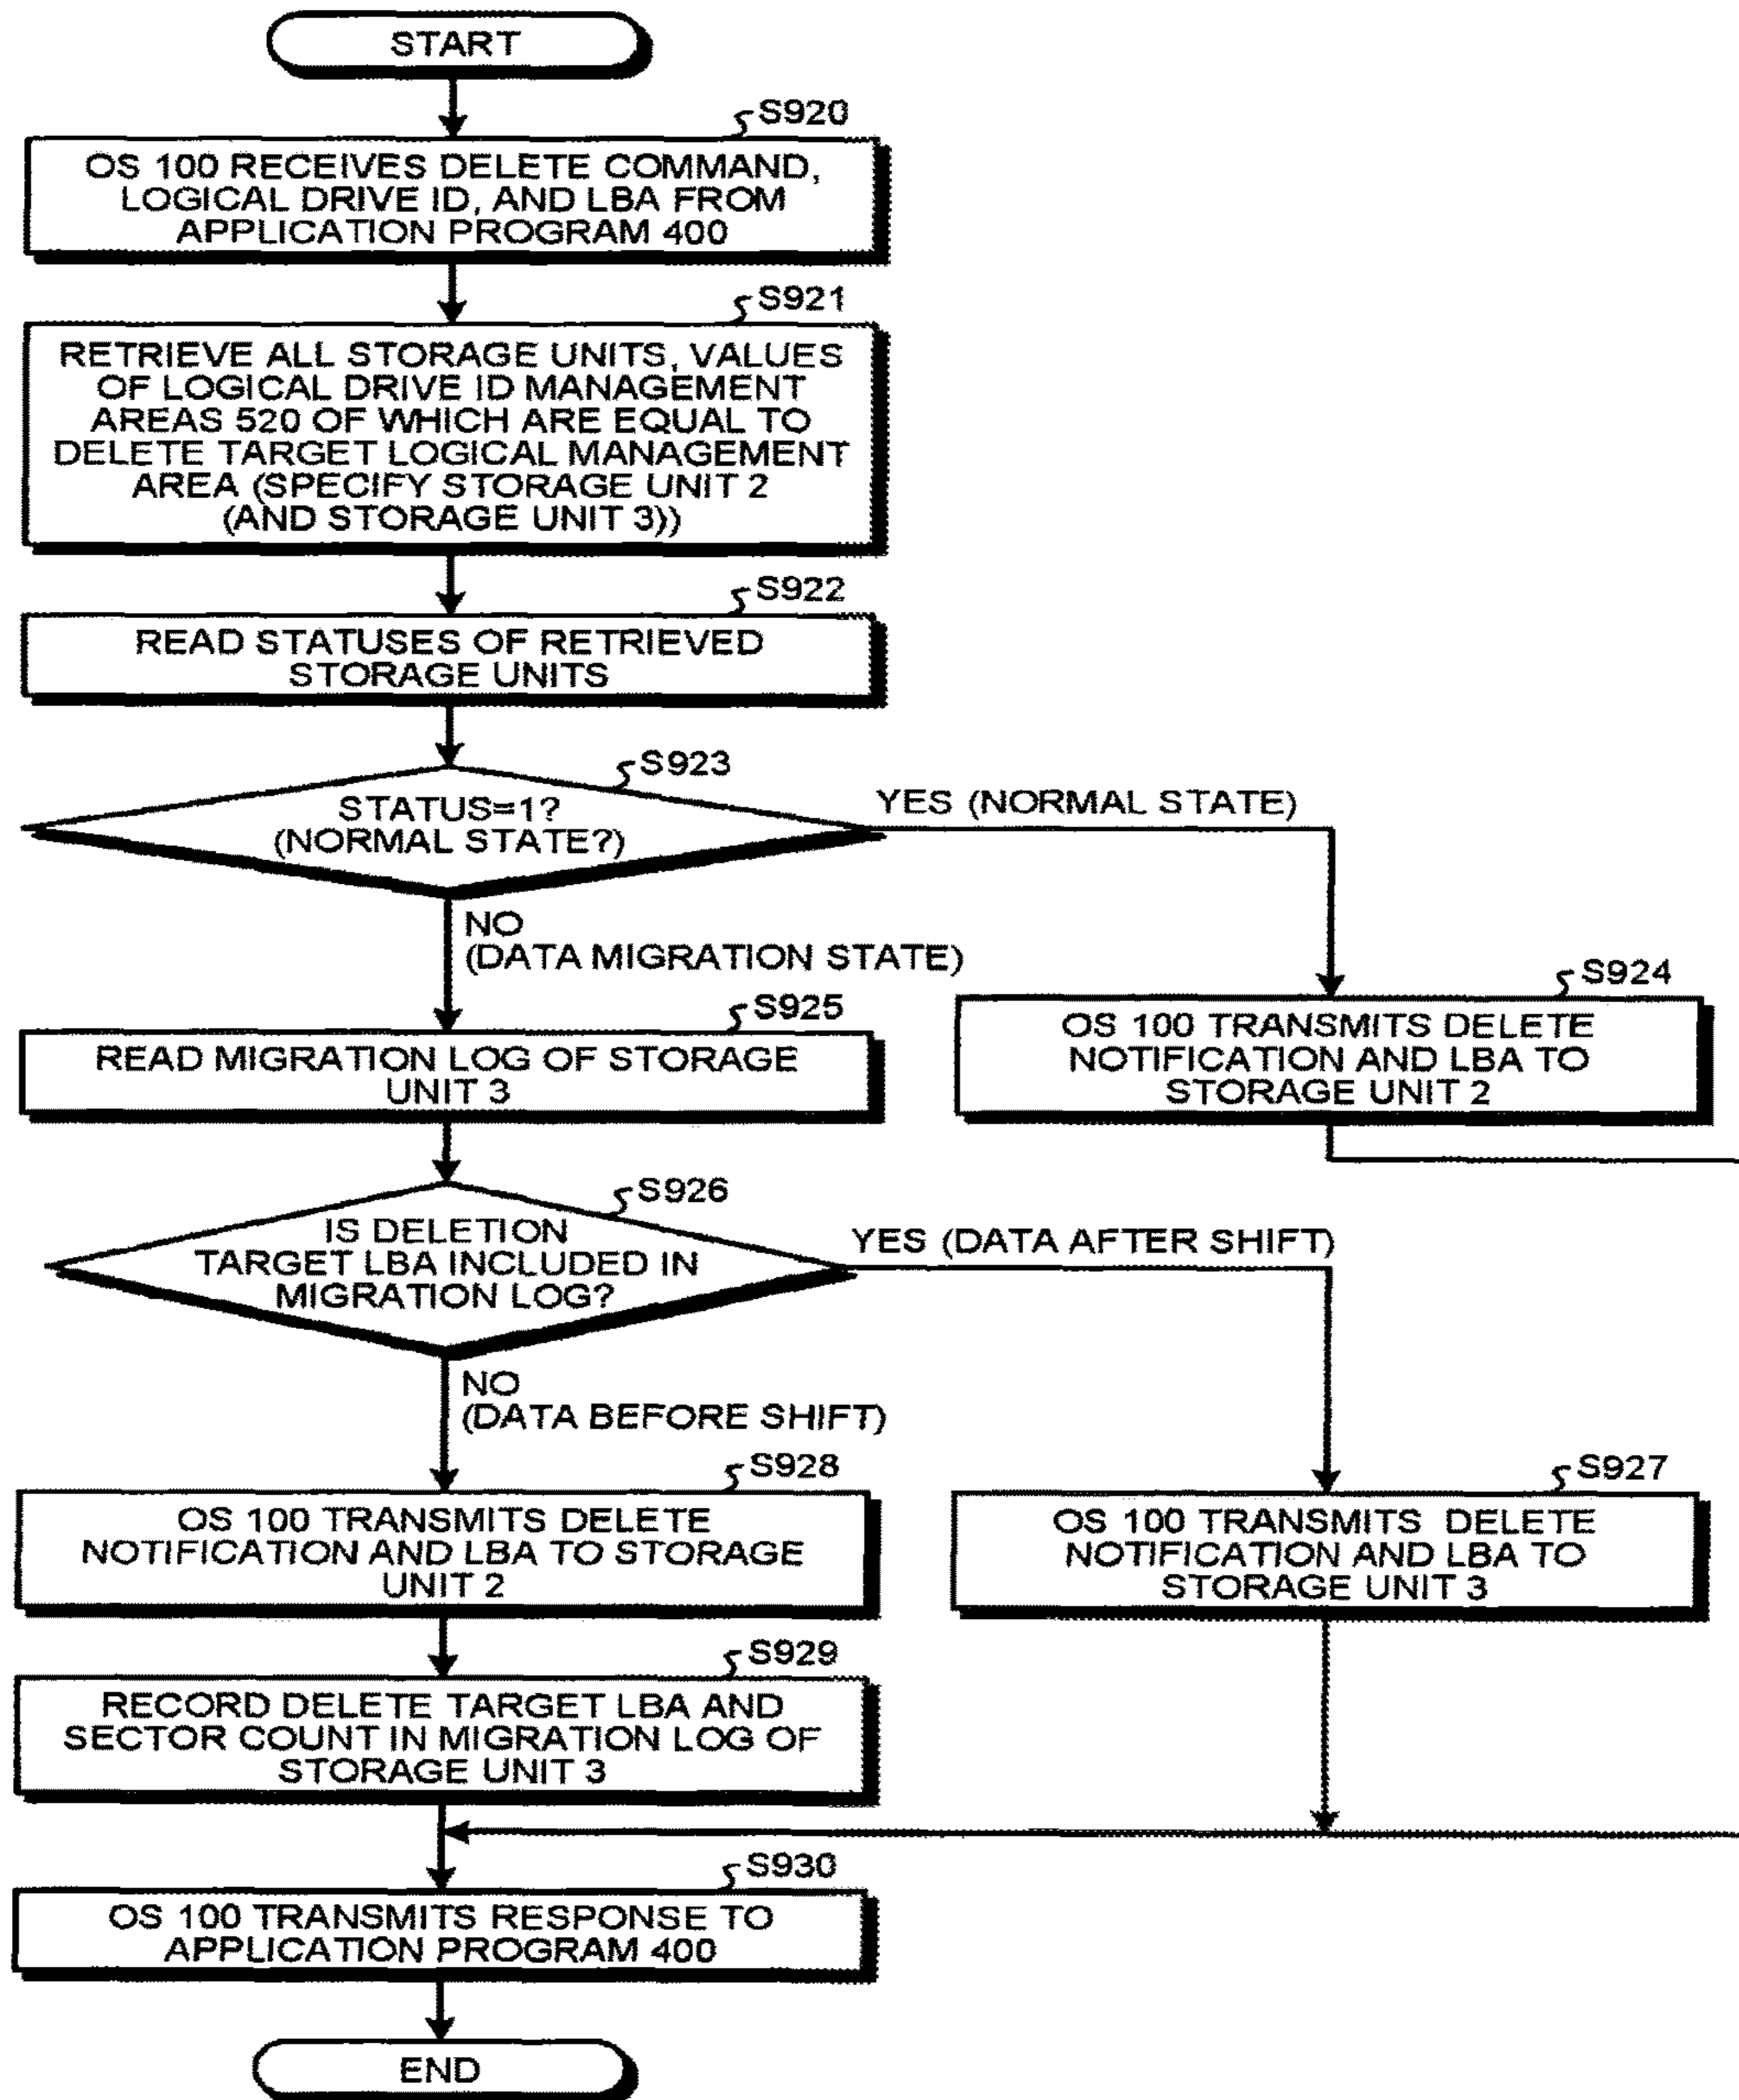 START
S920
OS 100 RECEIVES DELETE COMMAND,
LOGICAL DRIVE ID, AND LBA FROM
APPLICATION PROGRAM 400
S921
RETRIEVE ALL STORAGE UNITS, VALUES
OF LOGICAL DRIVE ID MANAGEMENT
AREAS 520 OF WHICH ARE EQUAL TO
DELETE TARGET LOGICAL MANAGEMENT
AREA (SPECIFY STORAGE UNIT 2
(AND STORAGE UNIT 3))
S922
READ STATUSES OF RETRIEVED
STORAGE UNITS
S923
STATUS=1?
(NORMAL STATE?)
YES (NORMAL STATE)
NO
(DATA MIGRATION STATE)
S924
OS 100 TRANSMITS DELETE
NOTIFICATION AND LBA TO
STORAGE UNIT 2
S925
READ MIGRATION LOG OF STORAGE
UNIT 3
S926
IS DELETION
TARGET LBA INCLUDED IN
MIGRATION LOG?
YES (DATA AFTER SHIFT)
NO
(DATA BEFORE SHIFT)
S928
OS 100 TRANSMITS DELETE
NOTIFICATION AND LBA TO STORAGE
UNIT 2
S927
OS 100 TRANSMITS DELETE
NOTIFICATION AND LBA TO
STORAGE UNIT 3
S929
RECORD DELETE TARGET LBA AND
SECTOR COUNT IN MIGRATION LOG OF
STORAGE UNIT 3
S930
OS 100 TRANSMITS RESPONSE TO
APPLICATION PROGRAM 400
END